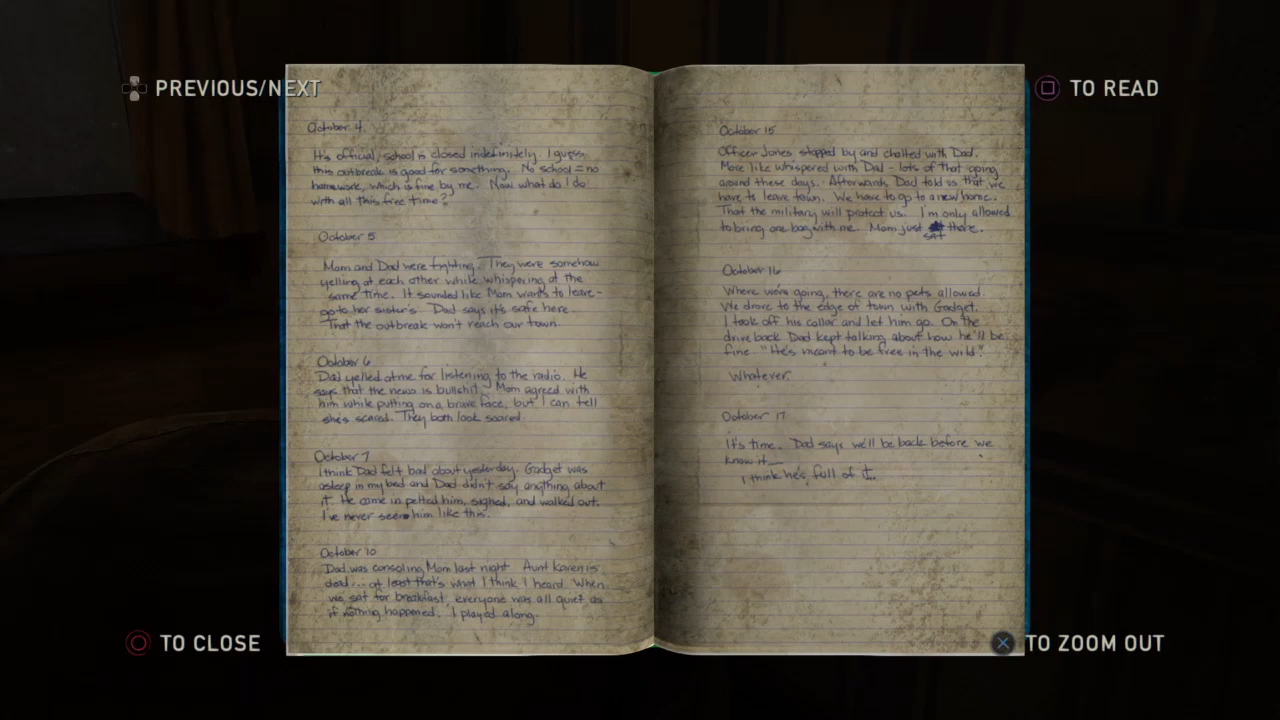 PREVIOUS/NEXT
TO READ
October 4
It's official, school is closed indefinitely. I guess
this outbreak is good for something. No school = no
homework, which is fine by me. Now what do I do
with all this free time?
October 5
Mom and Dad were fighting. They were somehow
yelling at each other while whispering at the
same time. It sounded like Mom wants to leave -
go to her sister's. Dad says it's safe here.
That the outbreak won't reach our town.
October 6
Dad yelled at me for listening to the radio. He
says that the news is bullshit. Mom agreed with
him while putting on a brave face, but I can tell
she's scared. They both look scared.
October 7
I think Dad felt bad about yesterday. Gadget was
asleep in my bed and Dad didn't say anything about
it. He came in petted him, sighed, and walked out.
I've never seen him like this.
October 10
Dad was consoling Mom last night. Aunt Karen is
dead... at least that's what I think I heard. When
we sat for breakfast, everyone was all quiet as
if nothing happened. I played along.
October 15
Officer Jones stopped by and chatted with Dad.
More like whispered with Dad - lots of that going
around these days. Afterwards Dad told us that we
have to leave town. We have to go to a new home.
That the military will protect us. I'm only allowed
to bring one bag with me. Mom just sat there.
October 16
Where we're going, there are no pets allowed.
We drove to the edge of town with Gadget.
I took off his collar and let him go. On the
drive back Dad kept talking about how he'll be
fine. "He's meant to be free in the wild".
Whatever.
October 17
It's time. Dad says we'll be back before we
know it
I think he's full of it.
TO CLOSE
TO ZOOM OUT